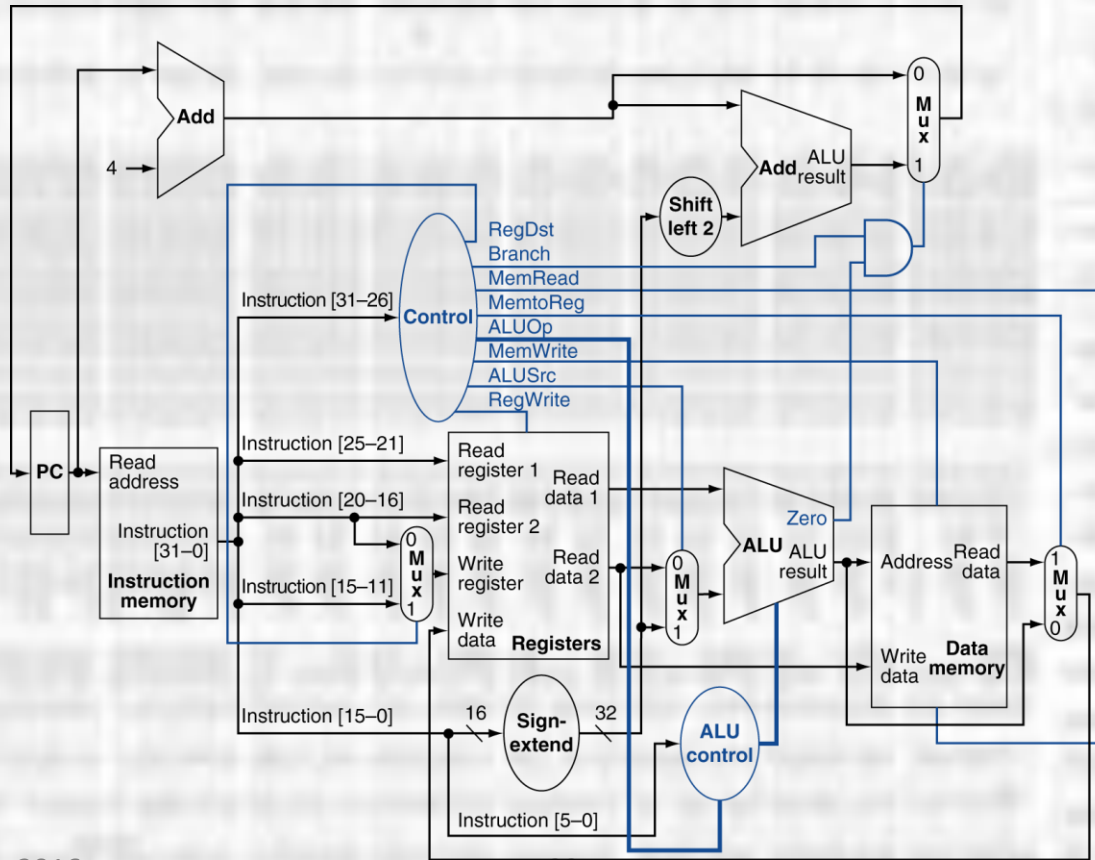 Add
4
0
Mux
1
Add
ALU
result
Shift
left 2
RegDst
Branch
MemRead
MemtoReg
ALUOp
MemWrite
ALUSrc
RegWrite
Instruction [31–26]
Control
PC
Read
address
Instruction
[31–0]
Instruction
memory
Instruction [25–21]
Instruction [20–16]
Instruction [15–11]
0
Mux
1
Read
register 1
Read
register 2
Write
register
Write
data
Read
data 1
Read
data 2
Registers
0
Mux
1
Zero
ALU
ALU
result
Address
Read
data
Write
data
Data
memory
1
Mux
0
Instruction [15–0]
16
Sign-
extend
32
ALU
control
Instruction [5–0]